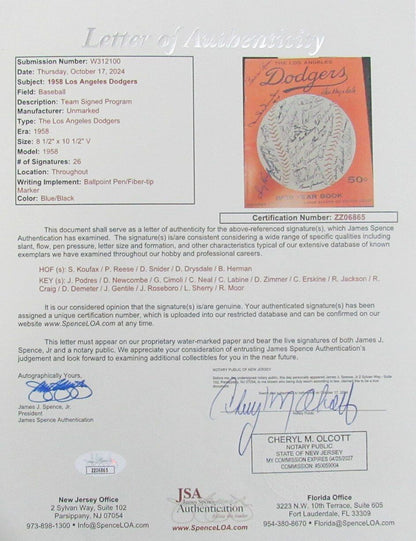 Letter of Authenticity
Submission Number: W312100
Date: Thursday, October 17, 2024
Subject: 1958 Los Angeles Dodgers
Field: Baseball
Description: Team Signed Program
Manufacturer: Unmarked
Type: The Los Angeles Dodgers
Era: 1958
Size: 8 1/2" x 10 1/2" V
Model: 1958
# of Signatures: 26
Location: Throughout
Writing Implement: Ballpoint Pen/Fiber-tip
Marker
Color: Blue/Black
THE LOS ANGELES
Dodgers
50¢
YEAR BOOK
Certification Number: ZZ06865
This document shall serve as a letter of authenticity for the above-referenced signature(s), which James Spence
Authentication has examined. The signature(s) is/are consistent considering a wide range of specific qualities including
slant, flow, pen pressure, letter size and formation, and other characteristics typical of our extensive database of known
exemplars we have examined throughout our hobby and professional careers.
HOF (s): S. Koufax / P. Reese / D. Snider / D. Drysdale / B. Herman
KEY (s): J. Podres / D. Newcombe / G. Cimoli / C. Neal / C. Labine / D. Zimmer / C. Erskine / R. Jackson / R.
Craig / D. Demeter / J. Gentile / J. Roseboro / L. Sherry / R. Moor
It is our considered opinion that the signature(s) is/are genuine. Your authenticated signature(s) has been
assigned a unique certification number, which is uploaded into our restricted database and can be confirmed on our
website www.SpenceLOA.com at anytime.
This letter must appear on our proprietary water-marked paper and bear the live signatures of both James J.
Spence, Jr and a notary public. We appreciate your consideration of entrusting James Spence Authentication's
judgement and look forward to examining additional collectibles for you in the near future.
Autographically Yours,
James J. Spence, Jr.
President
James Spence Authentication
NOTARY PUBLIC OF NEW JERSEY
Cheryl M Olcott
CHERYL M. OLCOTT
NOTARY PUBLIC
STATE OF NEW JERSEY
MY COMMISSION EXPIRES 04/25/2027
COMMISSION: #50059004
ZZ06865
New Jersey Office
2 Sylvan Way, Suite 102
Parsippany, NJ 07054
973-898-1300 • Info@SpenceLOA.com
JSA
James Spence
Authentication
www.SpenceLOA.com
Florida Office
3223 N.W. 10th Terrace, Suite 605
Fort Lauderdale, FL 33309
954-380-8670 • Florida@SpenceLOA.com